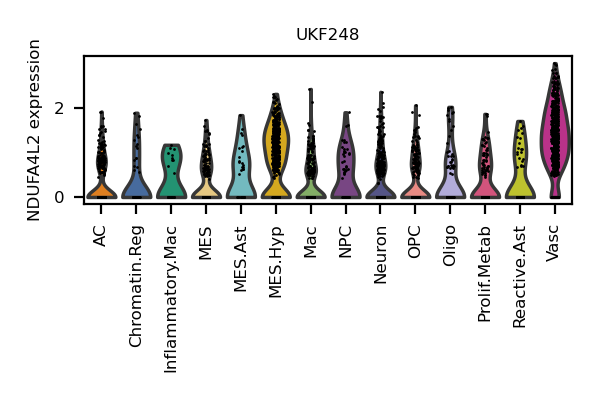 UKF248
NDUFA4L2 expression
2
0
AC
Chromatin.Reg
Inflammatory.Mac
MES
MES.Ast
MES.Hyp
Mac
NPC
Neuron
OPC
Oligo
Prolif.Metab
Reactive.Ast
Vasc